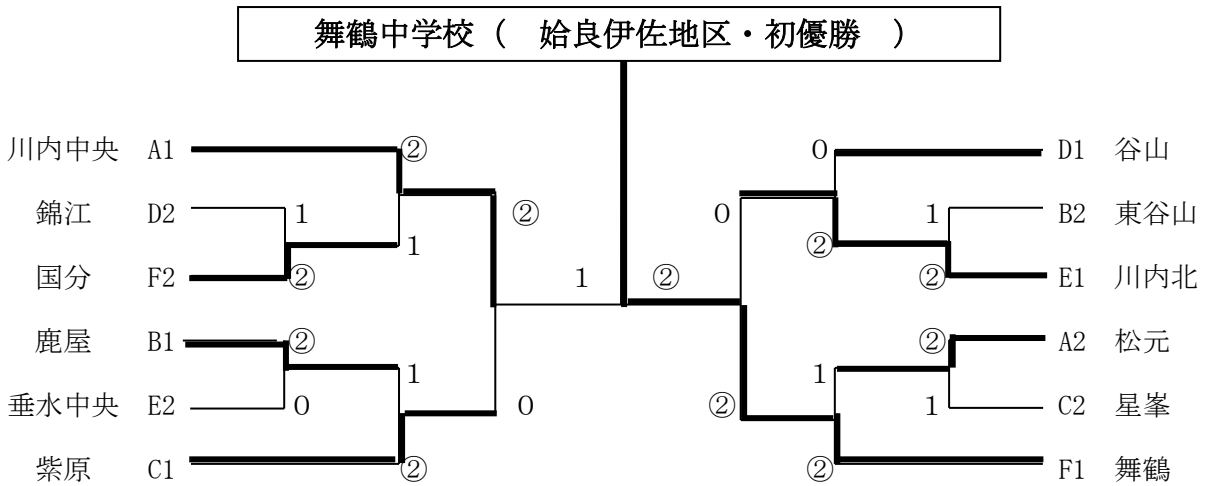 舞鶴中学校（　姶良伊佐地区・初優勝　）
川内中央 A1 ② 0 D1 谷山
錦江 D2 1 ② 0 1 B2 東谷山
国分 F2 ② 1 1 ② ② ② E1 川内北
鹿屋 B1 ② 1 1 ② A2 松元
垂水中央 E2 0 0 ② 1 C2 星峯
紫原 C1 ② ② F1 舞鶴